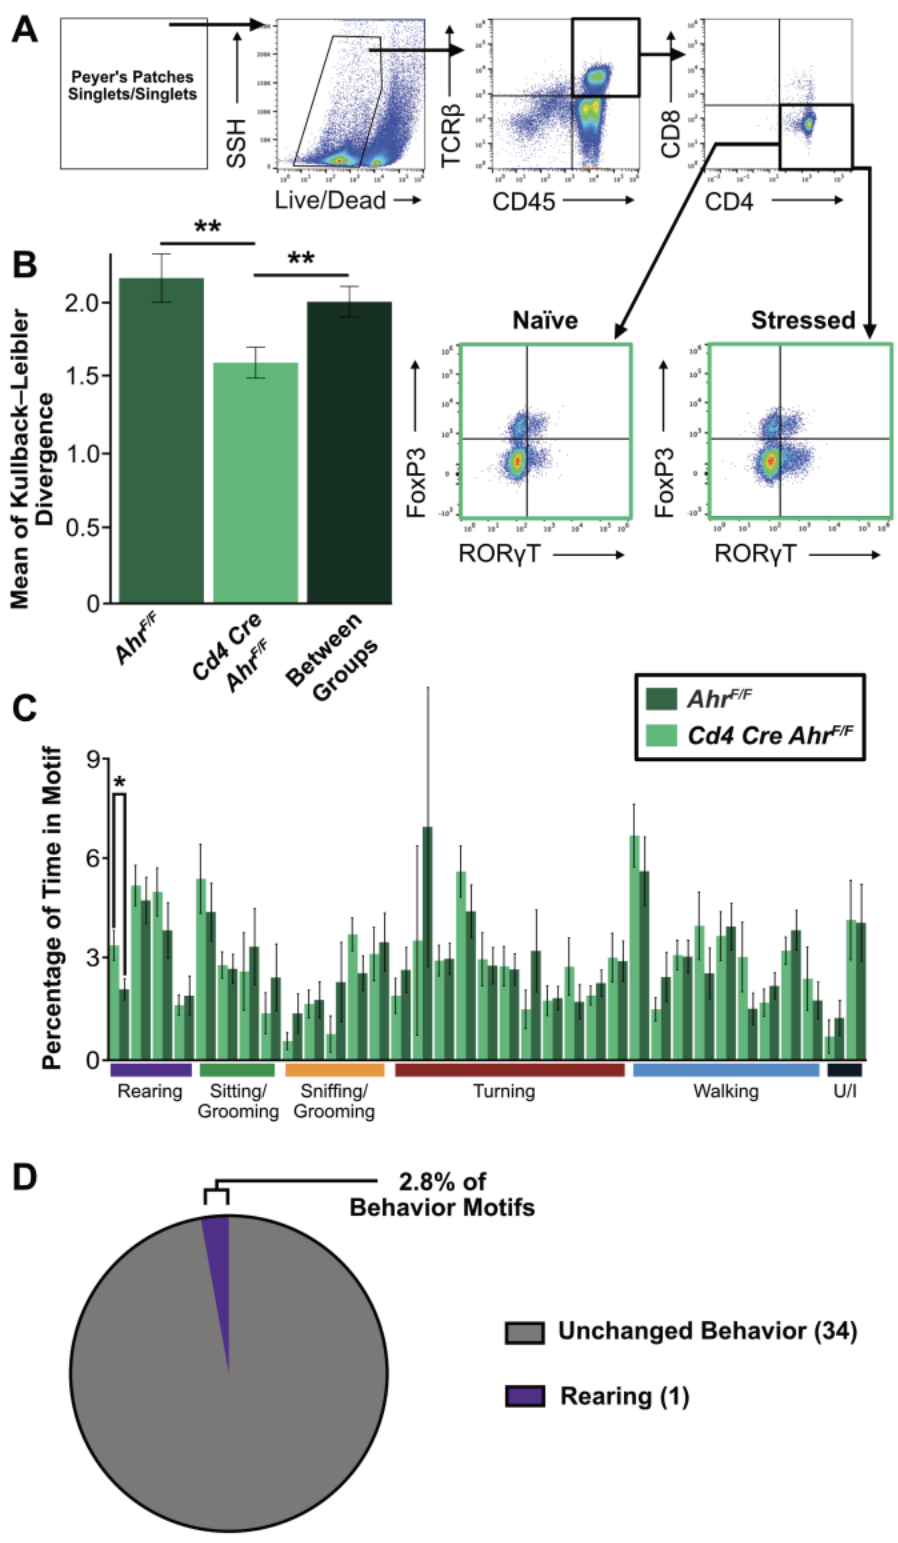 A
Peyer's Patches
Singlets/Singlets
SSH
Live/Dead
TCRβ
CD45
CD8
CD4
B
**
**
Mean of Kullback–Leibler
Divergence
2.0
1.5
1.0
0.5
0
Ahr^F/F
Cd4 Cre
Ahr^F/F
Between
Groups
Naïve
Stressed
FoxP3
RORγT
FoxP3
RORγT
C
Ahr^F/F
Cd4 Cre Ahr^F/F
Percentage of Time in Motif
9
6
3
0
*
Rearing
Sitting/
Grooming
Sniffing/
Grooming
Turning
Walking
U/I
D
2.8% of
Behavior Motifs
Unchanged Behavior (34)
Rearing (1)